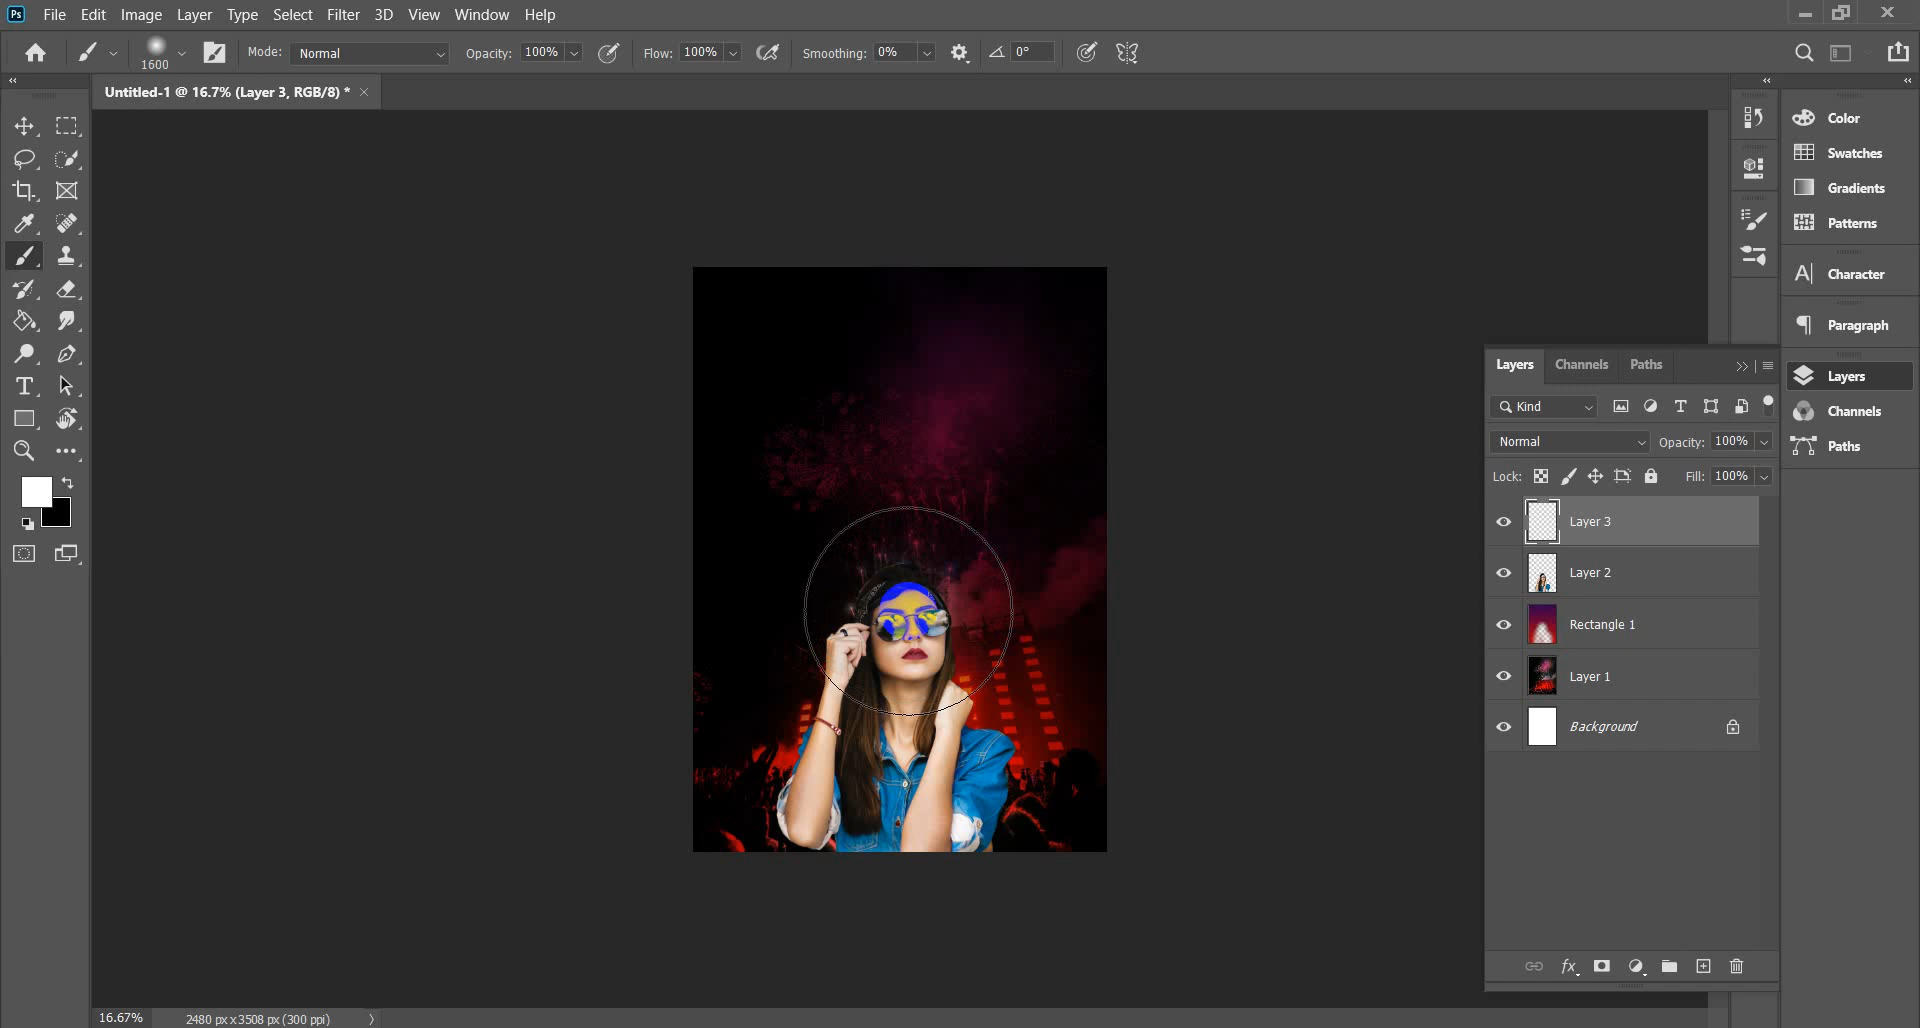 Ps File Edit Image Layer Type Select Filter 3D View Window Help
1600 Mode: Normal Opacity: 100% Flow: 100% Smoothing: 0% 0°
Untitled-1 @ 16.7% (Layer 3, RGB/8) *
Color
Swatches
Gradients
Patterns
Character
Paragraph
Layers
Channels
Paths
Layers Channels Paths
Kind
Normal Opacity: 100%
Lock: Fill: 100%
Layer 3
Layer 2
Rectangle 1
Layer 1
Background
fx
16.67% 2480 px x 3508 px (300 ppi)